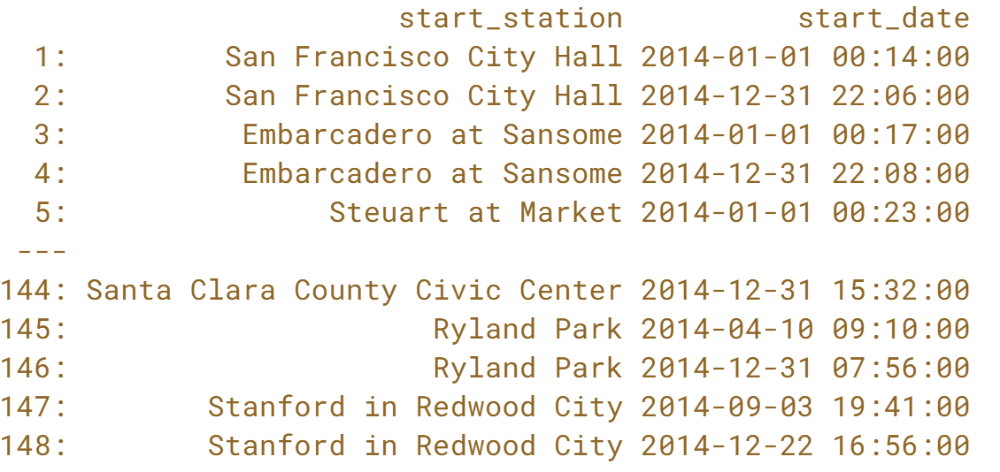 start_station start_date
1: San Francisco City Hall 2014-01-01 00:14:00
2: San Francisco City Hall 2014-12-31 22:06:00
3: Embarcadero at Sansome 2014-01-01 00:17:00
4: Embarcadero at Sansome 2014-12-31 22:08:00
5: Steuart at Market 2014-01-01 00:23:00
---
144: Santa Clara County Civic Center 2014-12-31 15:32:00
145: Ryland Park 2014-04-10 09:10:00
146: Ryland Park 2014-12-31 07:56:00
147: Stanford in Redwood City 2014-09-03 19:41:00
148: Stanford in Redwood City 2014-12-22 16:56:00